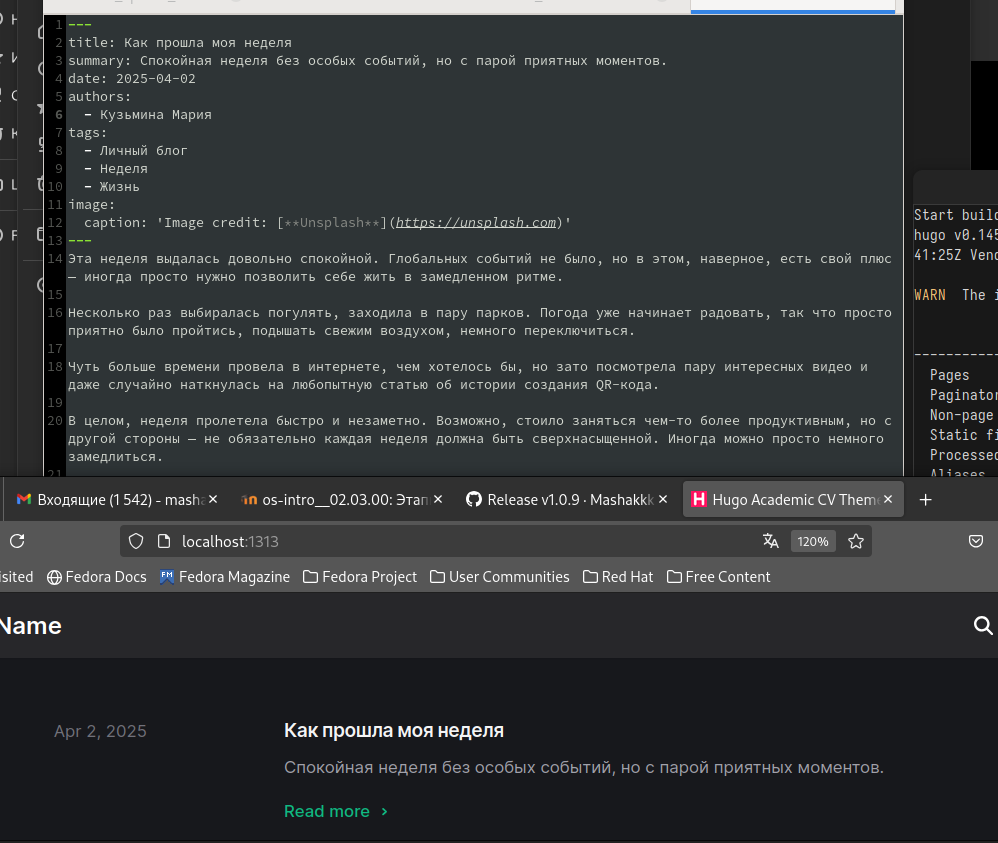 1 ---
2 title: Как прошла моя неделя
3 summary: Спокойная неделя без особых событий, но с парой приятных моментов.
4 date: 2025-04-02
5 authors:
6   - Кузьмина Мария
7 tags:
8   - Личный блог
9   - Неделя
10   - Жизнь
11 image:
12   caption: 'Image credit: [**Unsplash**](https://unsplash.com)'
13 ---
14 Эта неделя выдалась довольно спокойной. Глобальных событий не было, но в этом, наверное, есть свой плюс
— иногда просто нужно позволить себе жить в замедленном ритме.
15
16 Несколько раз выбиралась погулять, заходила в пару парков. Погода уже начинает радовать, так что просто
приятно было пройтись, подышать свежим воздухом, немного переключиться.
17
18 Чуть больше времени провела в интернете, чем хотелось бы, но зато посмотрела пару интересных видео и
даже случайно наткнулась на любопытную статью об истории создания QR-кода.
19
20 В целом, неделя пролетела быстро и незаметно. Возможно, стоило заняться чем-то более продуктивным, но с
другой стороны — не обязательно каждая неделя должна быть сверхнасыщенной. Иногда можно просто немного
замедлиться.
21
Start build
hugo v0.145
41:25Z Vend
WARN The i
Pages
Paginator
Non-page
Static fi
Processed
Aliases
Входящие (1 542) - masha
os-intro__02.03.00: Этап
Release v1.0.9 · Mashakkk
Hugo Academic CV Theme
localhost:1313
120%
isited
Fedora Docs
FM Fedora Magazine
Fedora Project
User Communities
Red Hat
Free Content
Name
Apr 2, 2025
Как прошла моя неделя
Спокойная неделя без особых событий, но с парой приятных моментов.
Read more